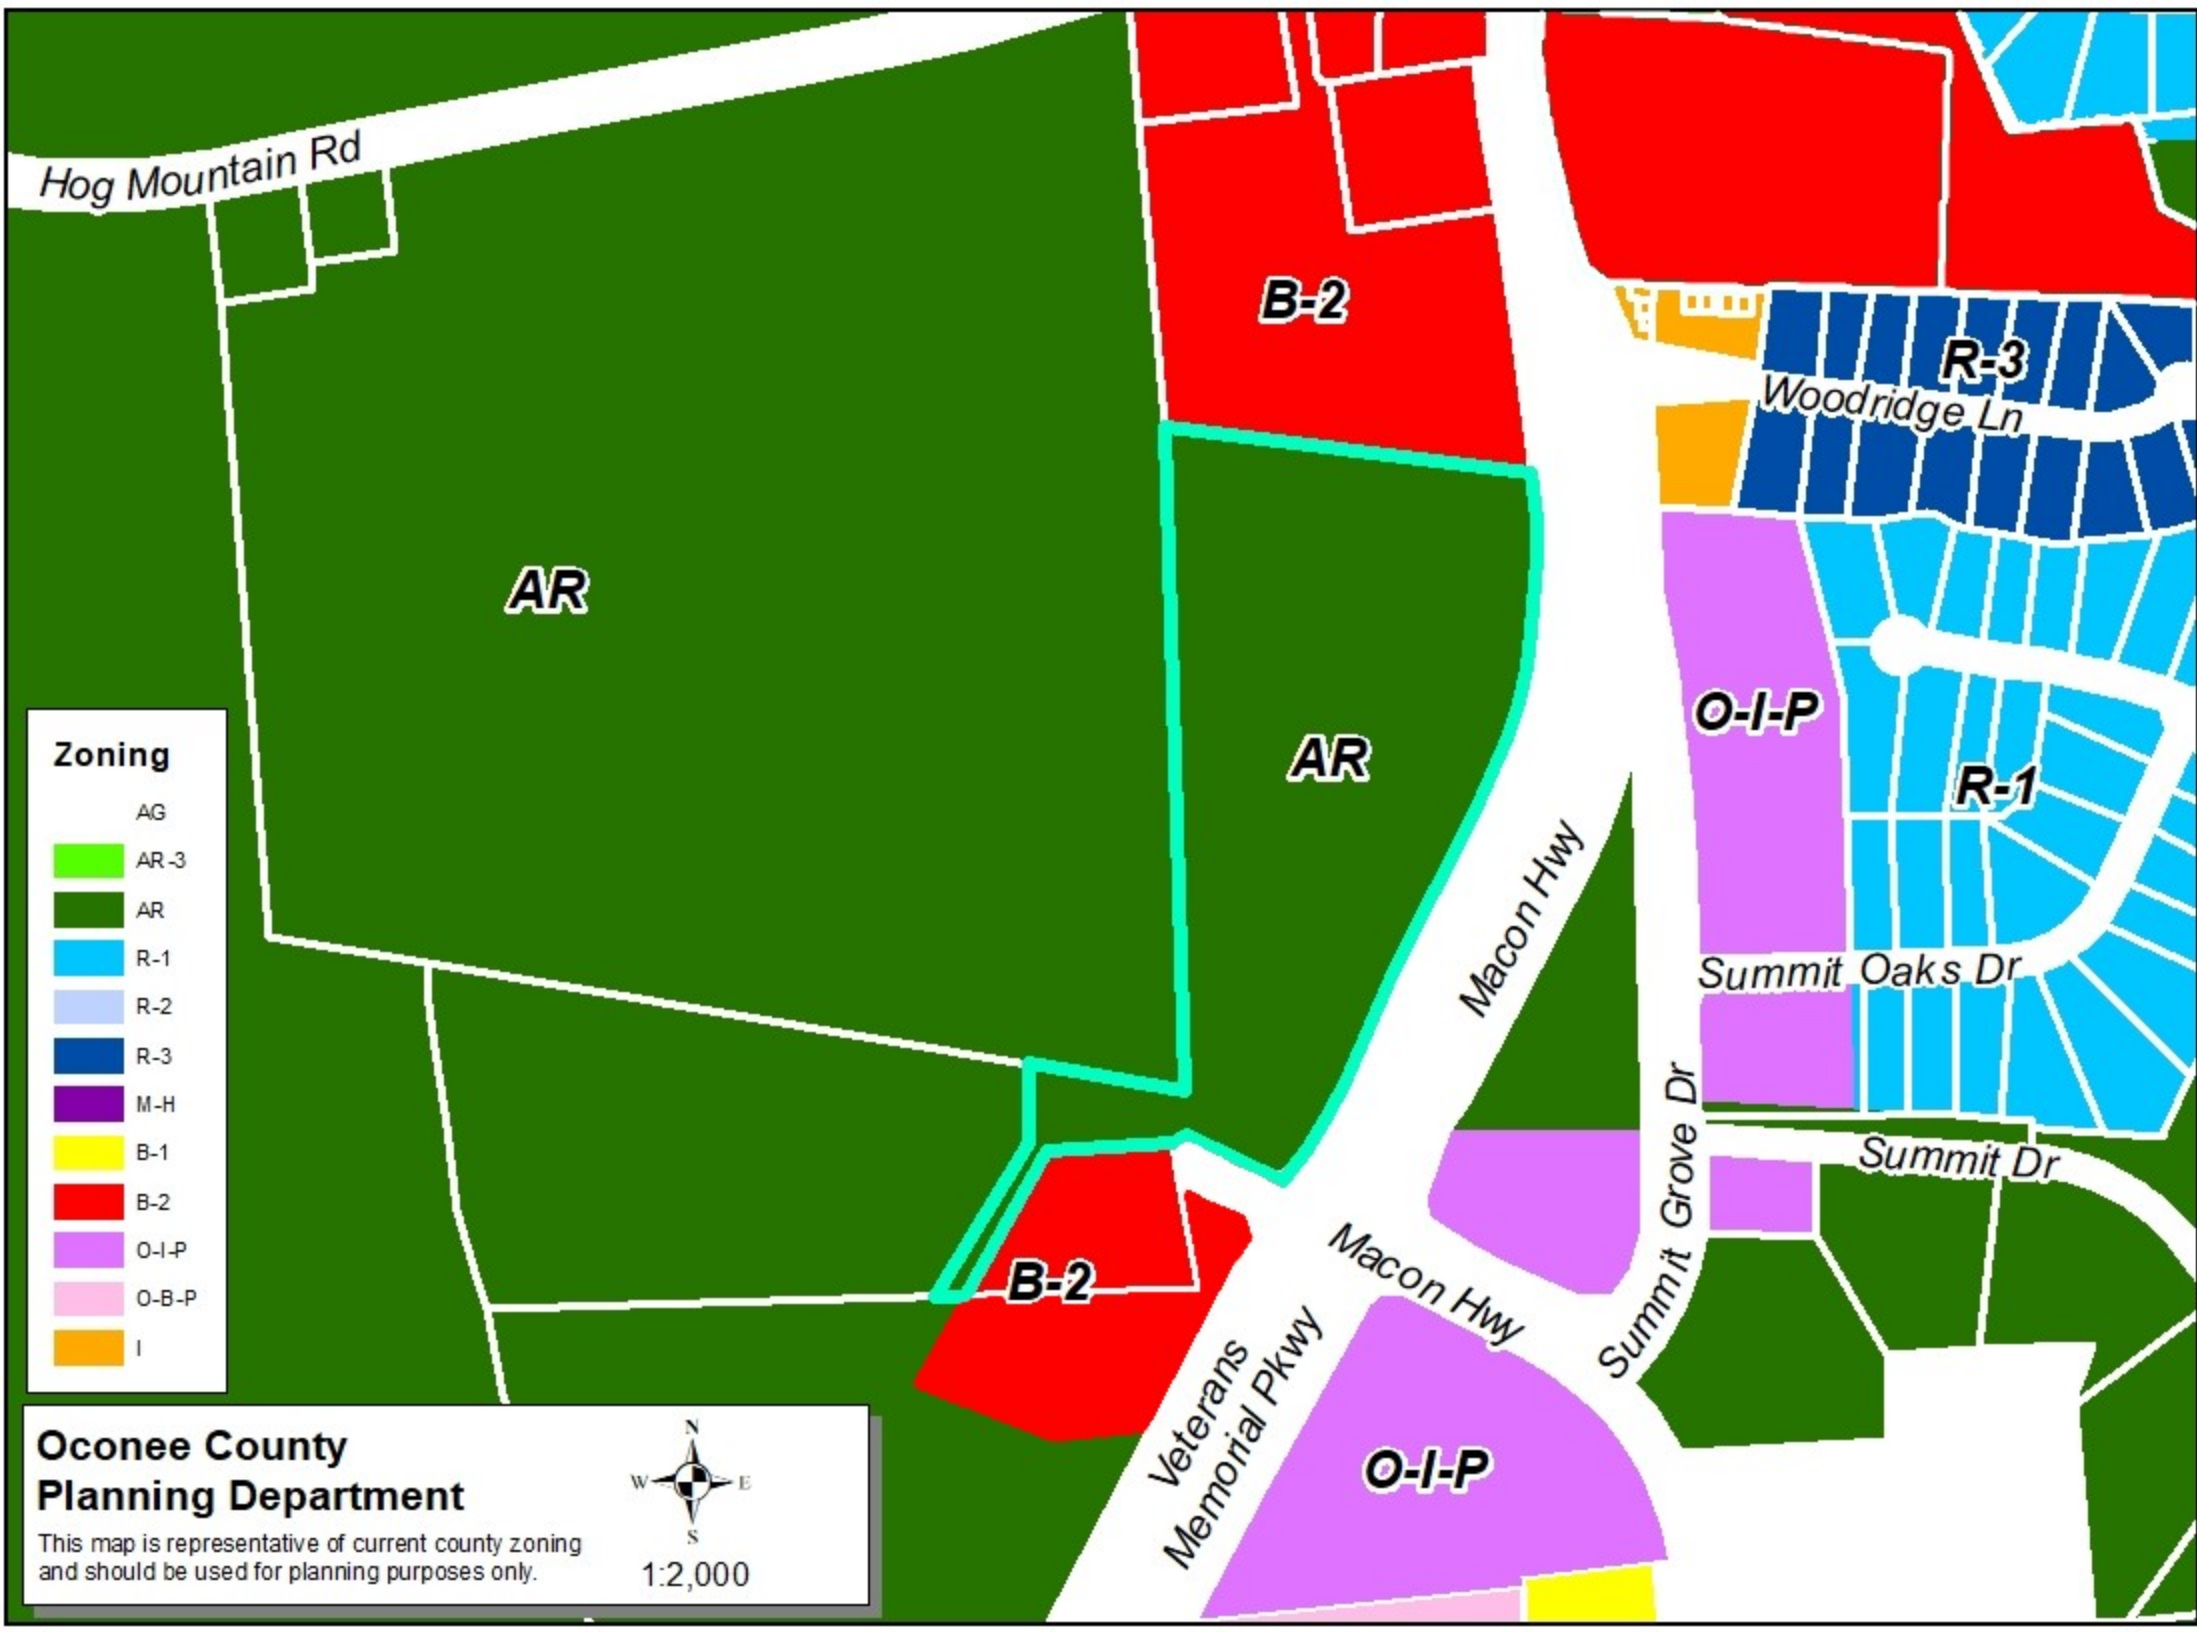 Hog Mountain Rd
B-2
R-3
Woodridge Ln
AR
O-I-P
AR
R-1
Macon Hwy
Summit Oaks Dr
Summit Grove Dr
Summit Dr
B-2
Macon Hwy
Veterans
Memorial Pkwy
O-I-P
Zoning
AG
AR-3
AR
R-1
R-2
R-3
M-H
B-1
B-2
O-I-P
O-B-P
I
Oconee County
Planning Department
This map is representative of current county zoning
and should be used for planning purposes only.
N
W E
S
1:2,000